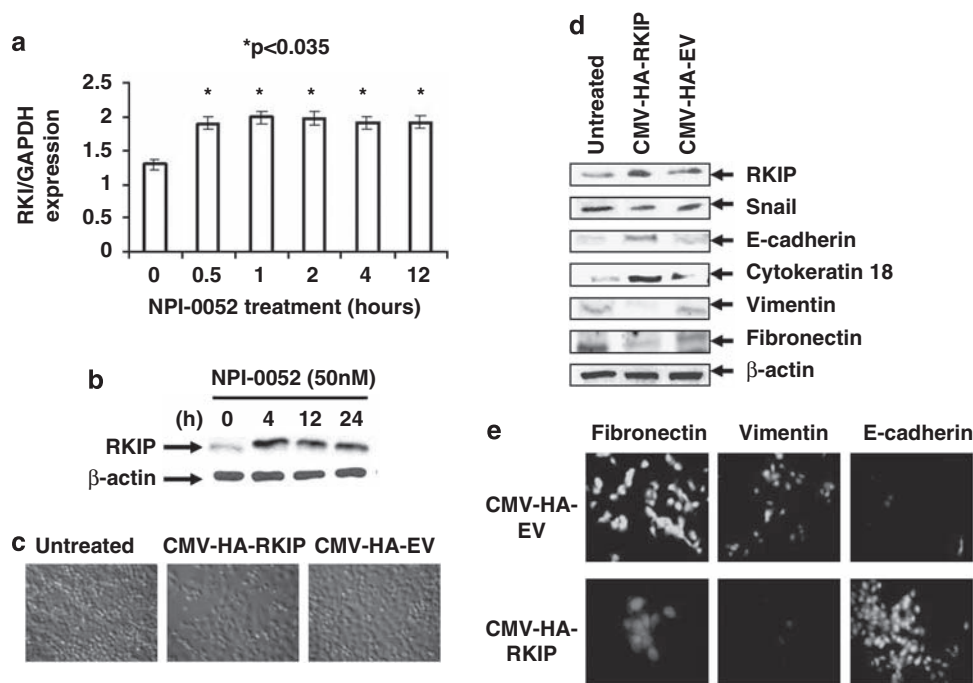 a
*p<0.035
RKI/GAPDH
expression
2.5
2
1.5
1
0.5
0
* * * * *
0 0.5 1 2 4 12
NPI-0052 treatment (hours)
b
NPI-0052 (50nM)
(h) 0 4 12 24
RKIP
β-actin
c
Untreated CMV-HA-RKIP CMV-HA-EV
d
Untreated
CMV-HA-RKIP
CMV-HA-EV
RKIP
Snail
E-cadherin
Cytokeratin 18
Vimentin
Fibronectin
β-actin
e
Fibronectin Vimentin E-cadherin
CMV-HA-
EV
CMV-HA-
RKIP